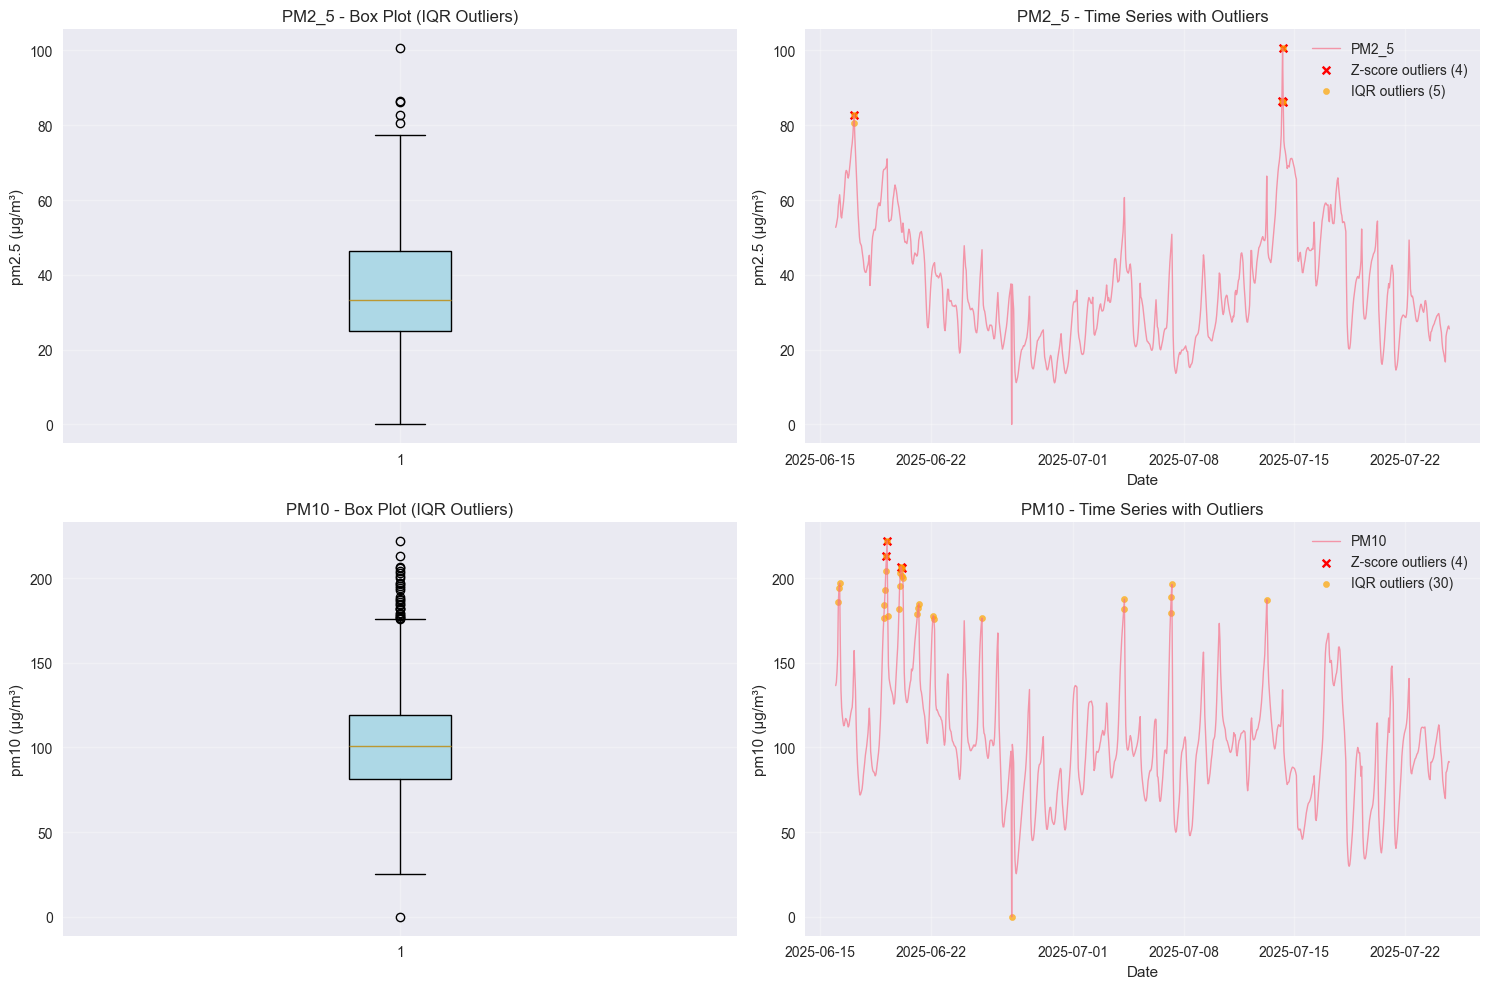 PM2_5 - Box Plot (IQR Outliers)
100
80
60
40
20
0
pm2.5 (µg/m³)
1
PM2_5 - Time Series with Outliers
PM2_5
Z-score outliers (4)
IQR outliers (5)
100
80
60
40
20
0
pm2.5 (µg/m³)
2025-06-15 2025-06-22 2025-07-01 2025-07-08 2025-07-15 2025-07-22
Date
PM10 - Box Plot (IQR Outliers)
200
150
100
50
0
pm10 (µg/m³)
1
PM10 - Time Series with Outliers
PM10
Z-score outliers (4)
IQR outliers (30)
200
150
100
50
0
pm10 (µg/m³)
2025-06-15 2025-06-22 2025-07-01 2025-07-08 2025-07-15 2025-07-22
Date